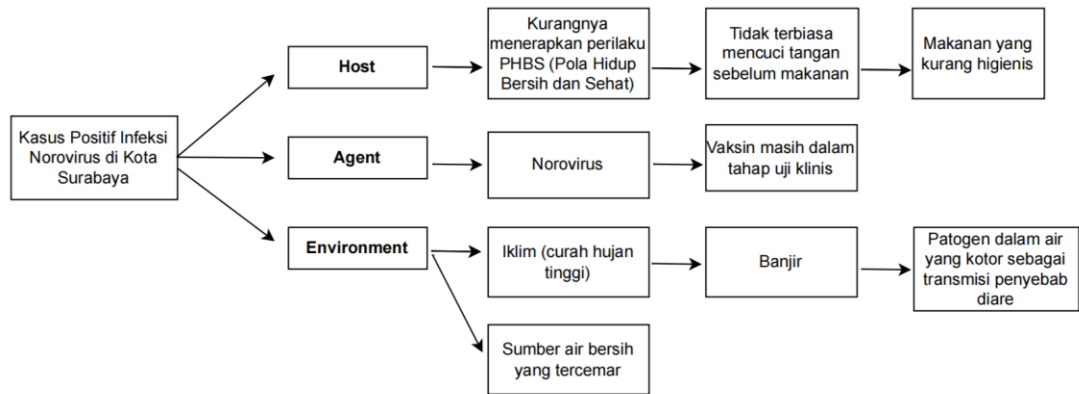 Kasus Positif Infeksi
Norovirus di Kota
Surabaya
Host
Kurangnya
menerapkan perilaku
PHBS (Pola Hidup
Bersih dan Sehat)
Tidak terbiasa
mencuci tangan
sebelum makanan
Makanan yang
kurang higienis
Agent
Norovirus
Vaksin masih dalam
tahap uji klinis
Environment
Iklim (curah hujan
tinggi)
Banjir
Patogen dalam air
yang kotor sebagai
transmisi penyebab
diare
Sumber air bersih
yang tercemar